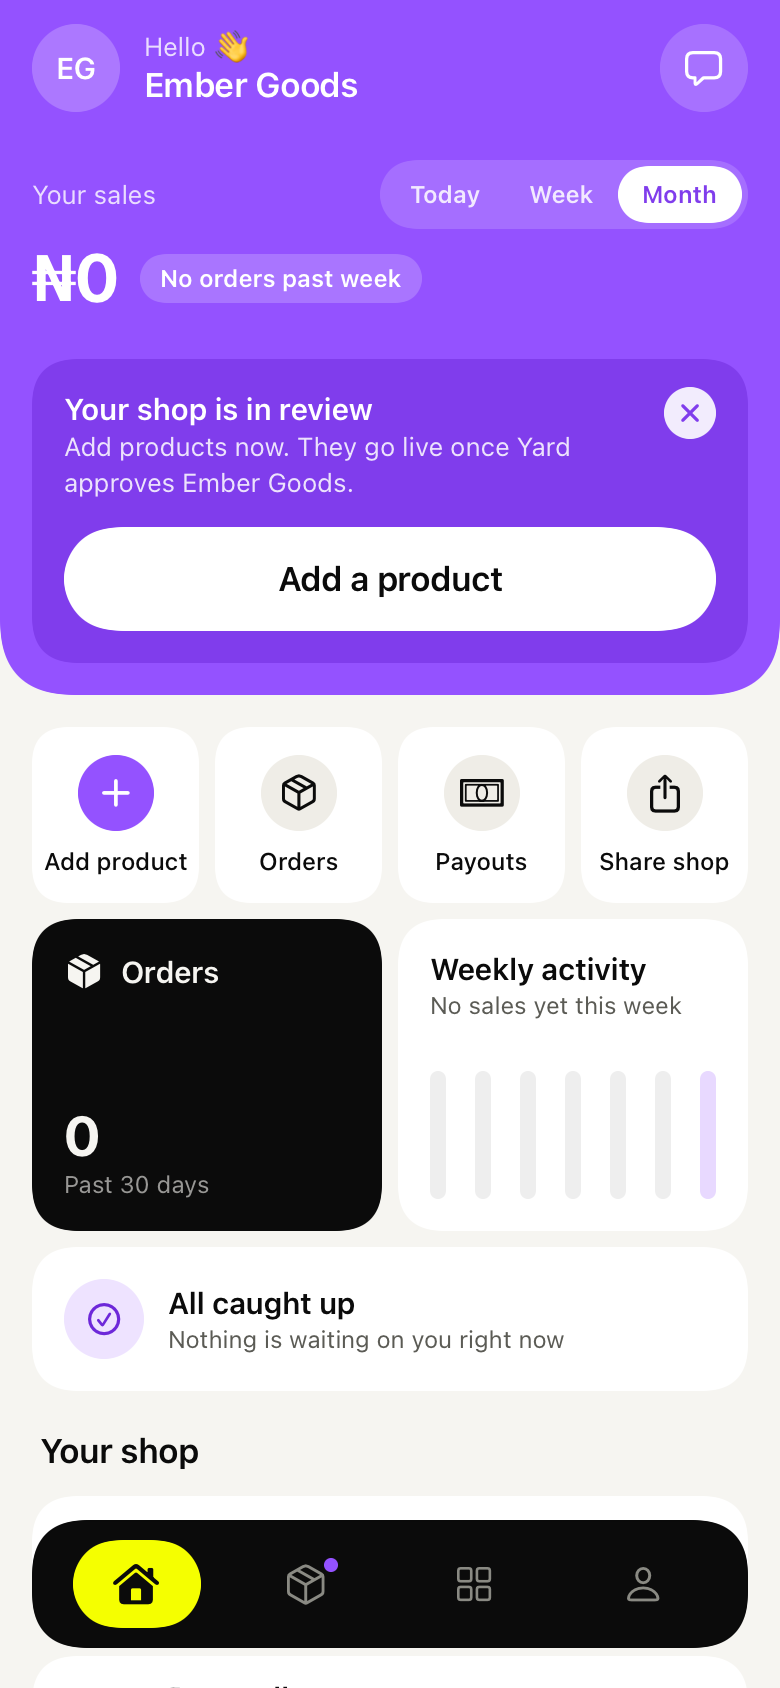 EG
Hello 👋
Ember Goods
Your sales
Today
Week
Month
₦0
No orders past week
Your shop is in review
Add products now. They go live once Yard
approves Ember Goods.
Add a product
Add product
Orders
Payouts
Share shop
Orders
0
Past 30 days
Weekly activity
No sales yet this week
All caught up
Nothing is waiting on you right now
Your shop